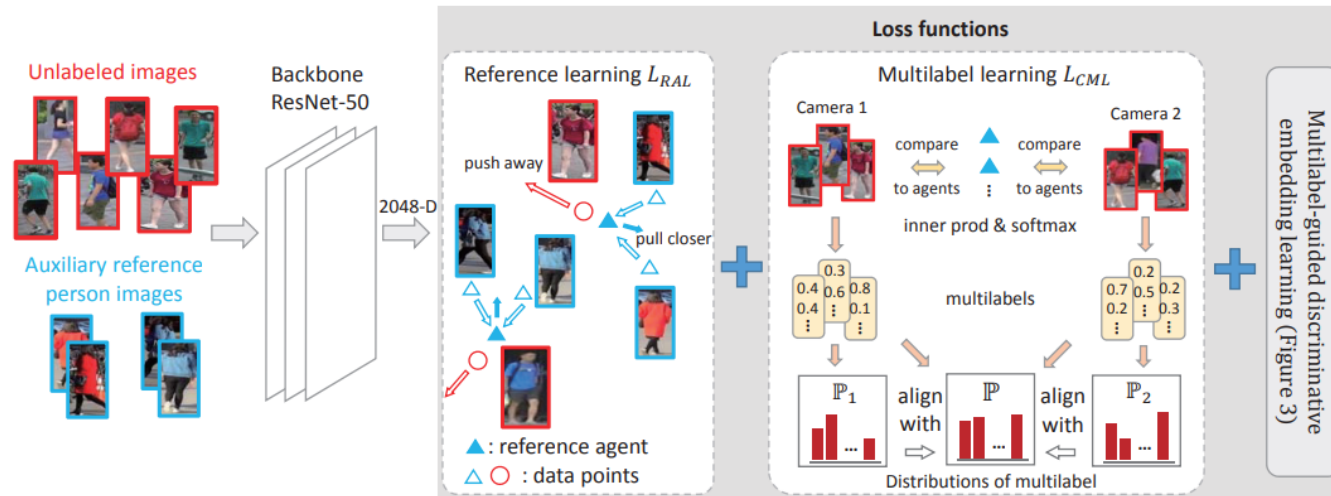 Loss functions
Unlabeled images
Backbone
ResNet-50
Auxiliary reference
person images
2048-D
Reference learning L_RAL
push away
pull closer
▲: reference agent
△ ○ : data points
Multilabel learning L_CML
Camera 1
Camera 2
compare
to agents
⋮
compare
to agents
inner prod & softmax
0.4
0.4
⋮
0.3
0.6
⋮
0.8
0.1
⋮
multilabels
0.7
0.2
⋮
0.2
0.5
⋮
0.2
0.3
⋮
ℙ1
...
align
with
ℙ
...
align
with
ℙ2
...
Distributions of multilabel
Multilabel-guided discriminative
embedding learning (Figure 3)